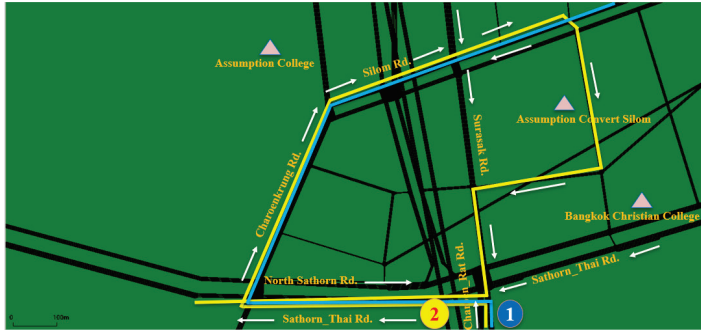 Assumption College
Silom Rd.
Assumption Convert Silom
Surasak Rd.
Charoenkrung Rd.
Bangkok Christian College
North Sathorn Rd.
Sathorn_Thai Rd.
Rat Rd.
Sathorn_Thai Rd.
2
1
0
100m